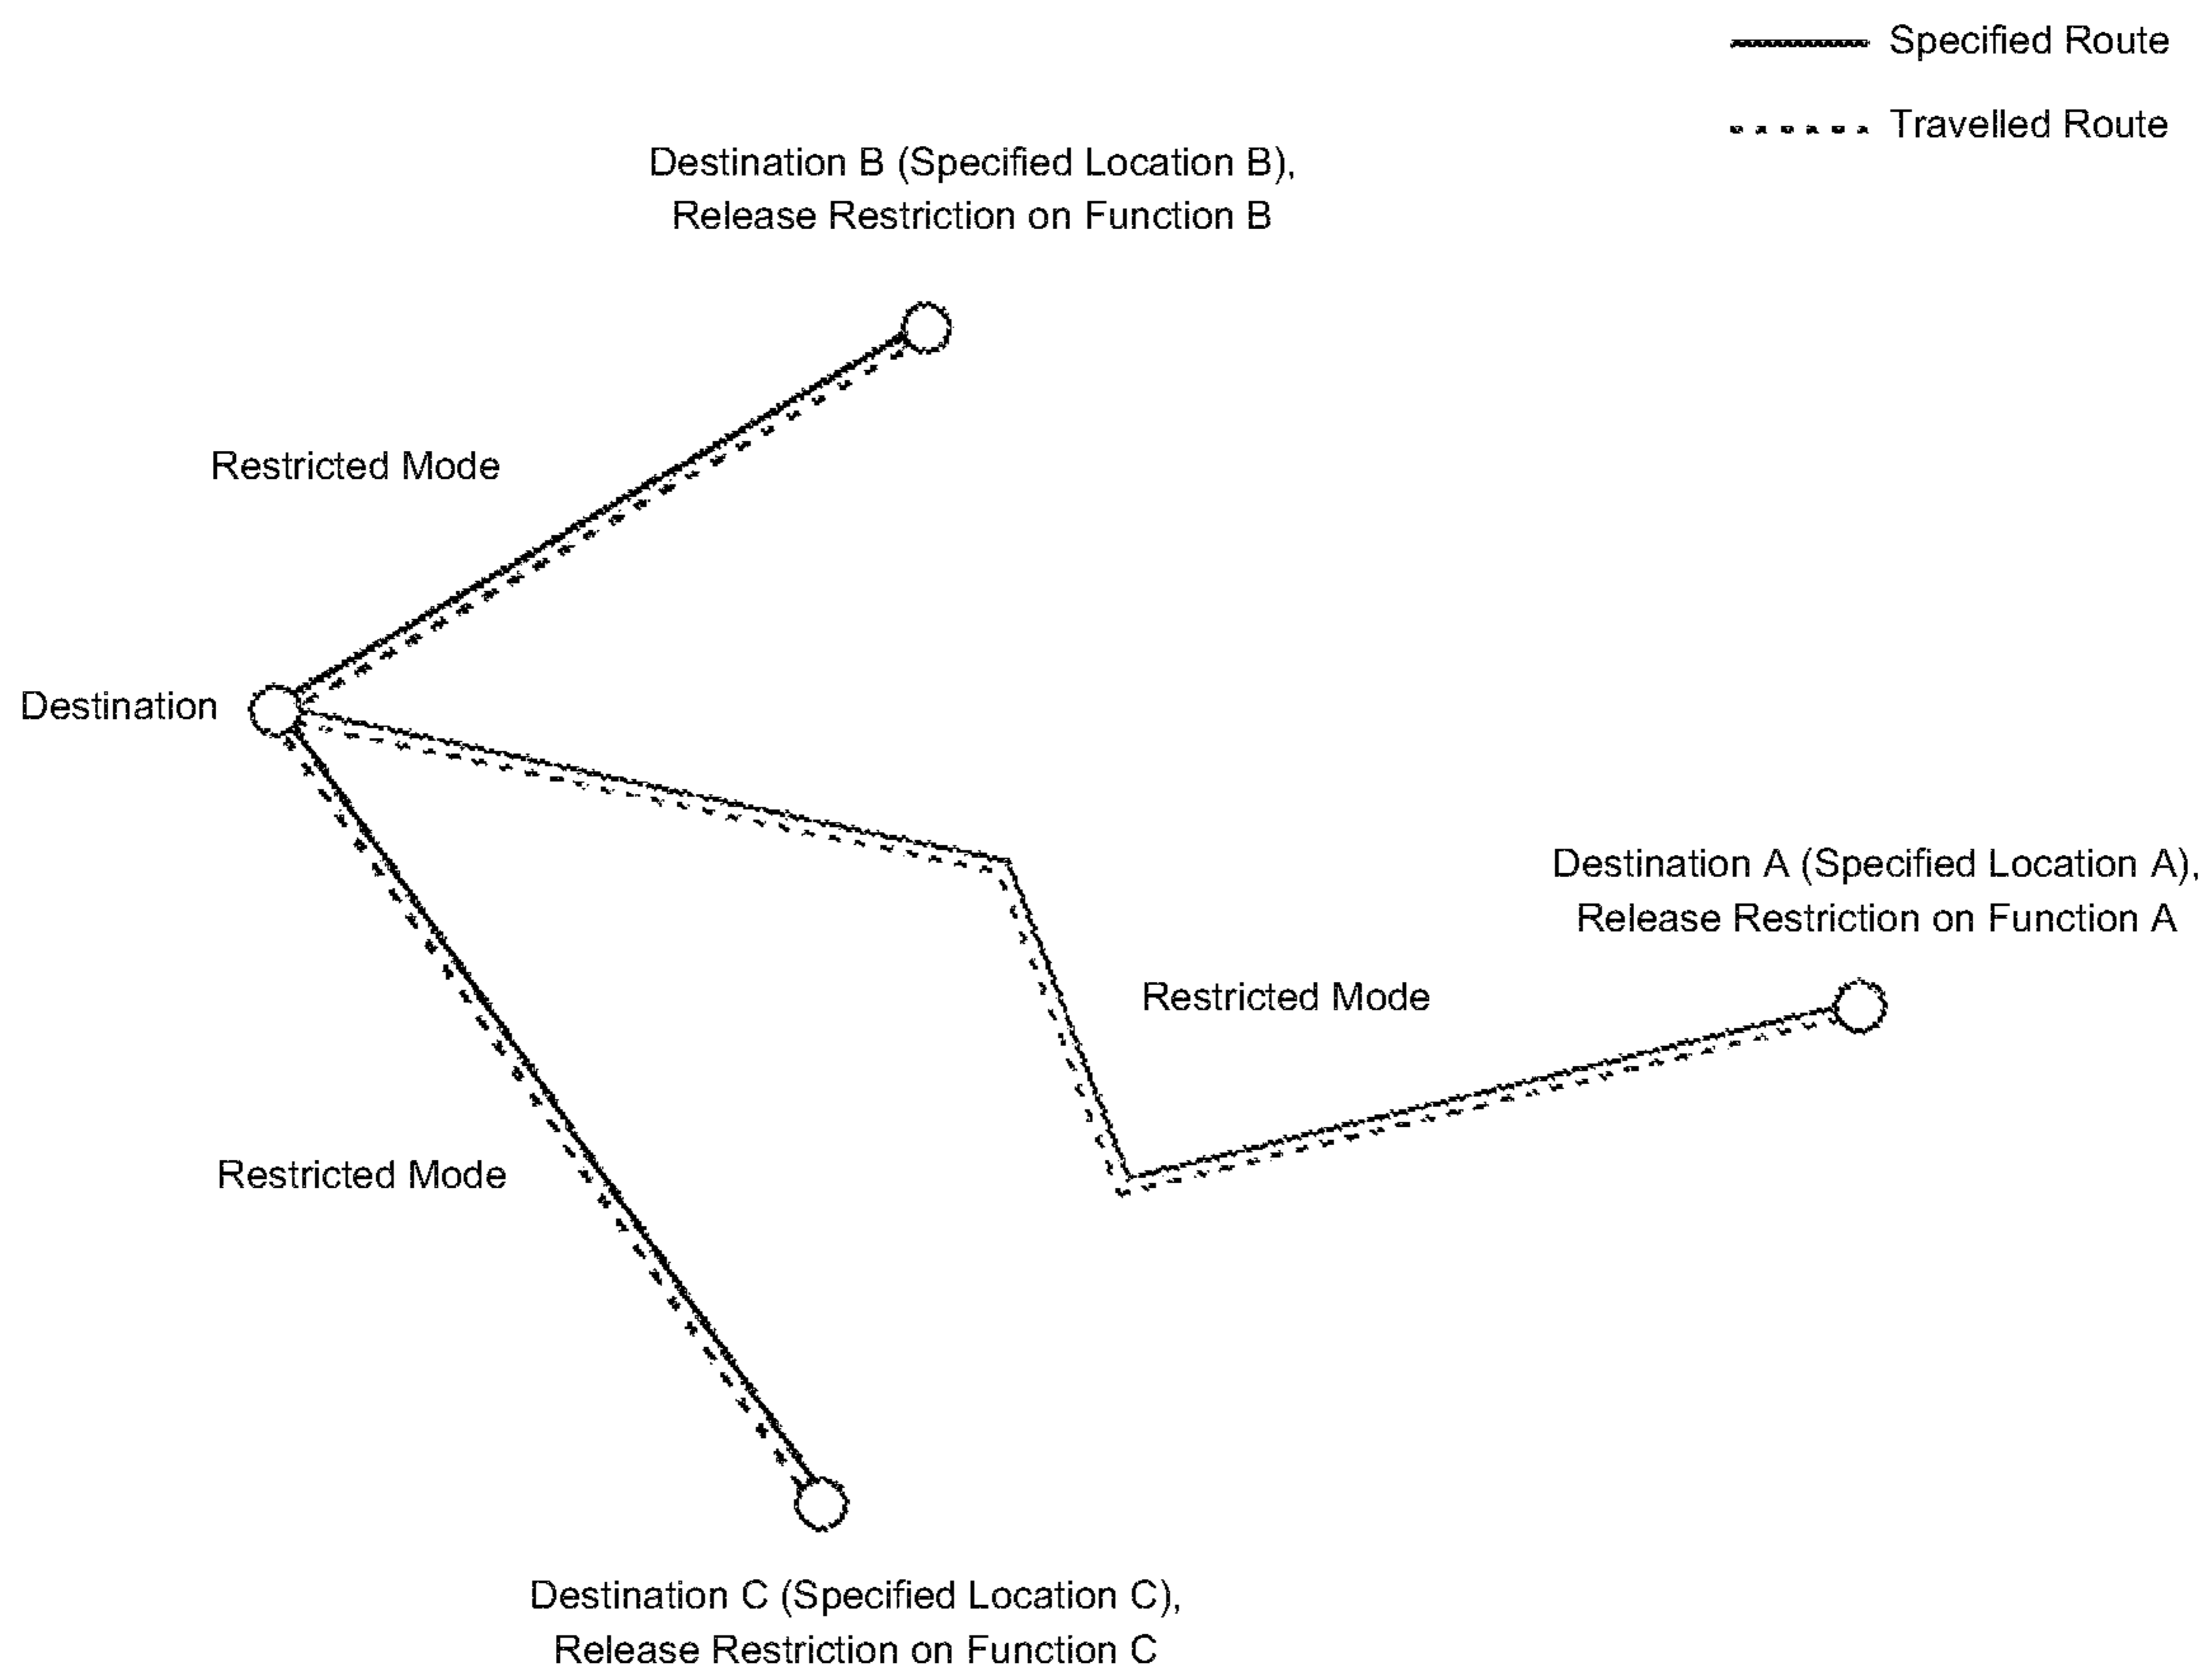 Specified Route
Travelled Route
Destination B (Specified Location B),
Release Restriction on Function B
Restricted Mode
Destination
Destination A (Specified Location A),
Release Restriction on Function A
Restricted Mode
Restricted Mode
Destination C (Specified Location C),
Release Restriction on Function C